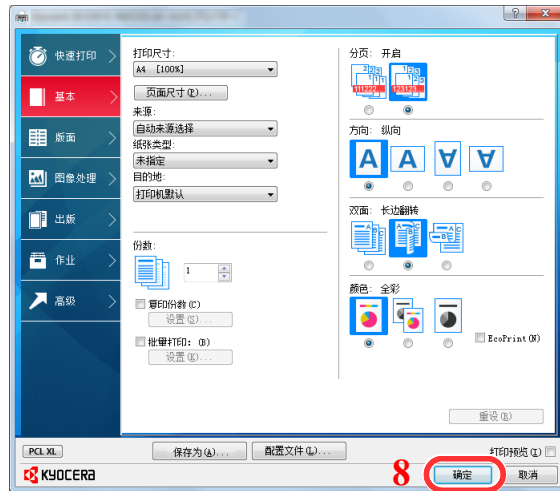 快速打印
基本
版面
图像处理
出版
作业
高级
打印尺寸:
A4 [100%]
页面尺寸(P)...
来源:
自动来源选择
纸张类型:
未指定
目的地:
打印机默认
份数:
1
复印份数(C)
设置(S)...
批量打印: (B)
设置(K)...
分页: 开启
111222 123123
方向: 纵向
A A A A
双面: 长边翻转
颜色: 全彩
EcoPrint(N)
重设(R)
PCL XL
保存为(A)...
配置文件(L)...
打印预览(I)
KYOCERA
8
确定
取消